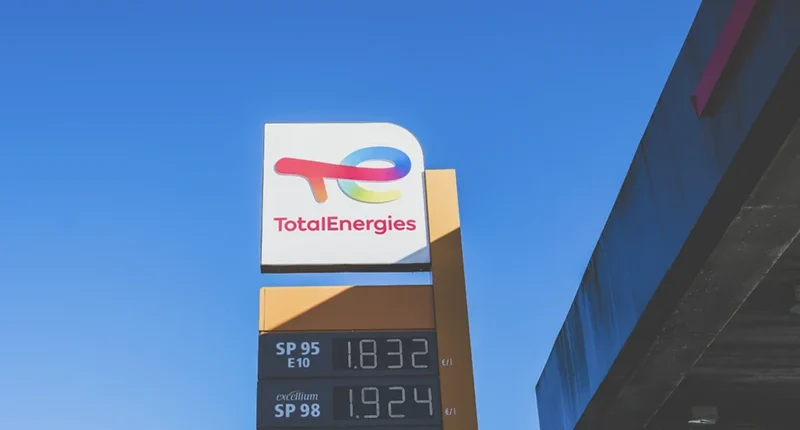 TotalEnergies
SP 95 1.832 €/l
E10
excellium
SP 98 1.924 €/l